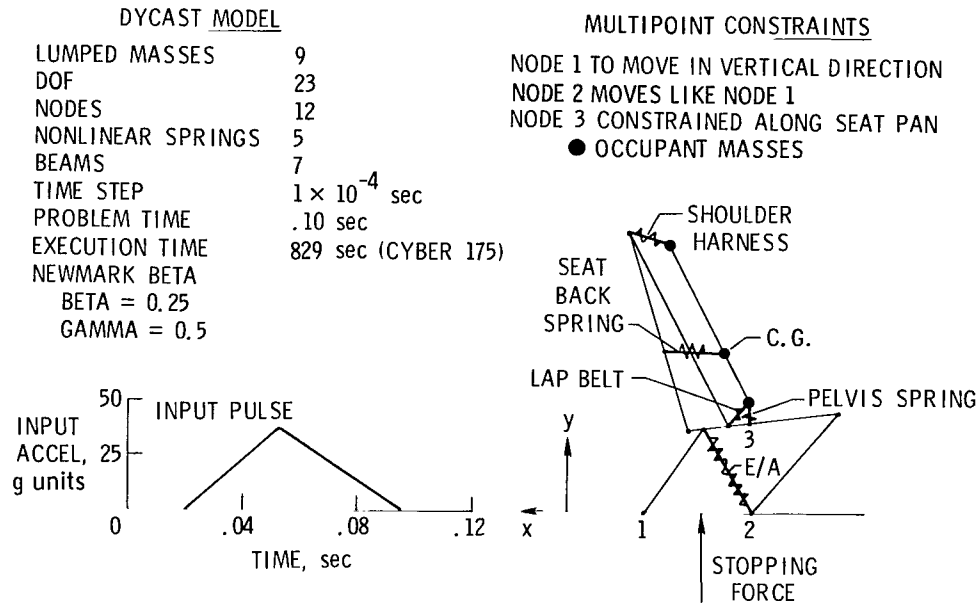 DYCAST MODEL
LUMPED MASSES 9
DOF 23
NODES 12
NONLINEAR SPRINGS 5
BEAMS 7
TIME STEP 1 × 10⁻⁴ sec
PROBLEM TIME .10 sec
EXECUTION TIME 829 sec (CYBER 175)
NEWMARK BETA
BETA = 0.25
GAMMA = 0.5
MULTIPOINT CONSTRAINTS
NODE 1 TO MOVE IN VERTICAL DIRECTION
NODE 2 MOVES LIKE NODE 1
NODE 3 CONSTRAINED ALONG SEAT PAN
● OCCUPANT MASSES
SHOULDER
HARNESS
SEAT
BACK
SPRING
C.G.
LAP BELT
PELVIS SPRING
3
E/A
y
x
1
2
STOPPING
FORCE
INPUT PULSE
INPUT
ACCEL,
g units
50
25
0
.04
.08
.12
TIME, sec